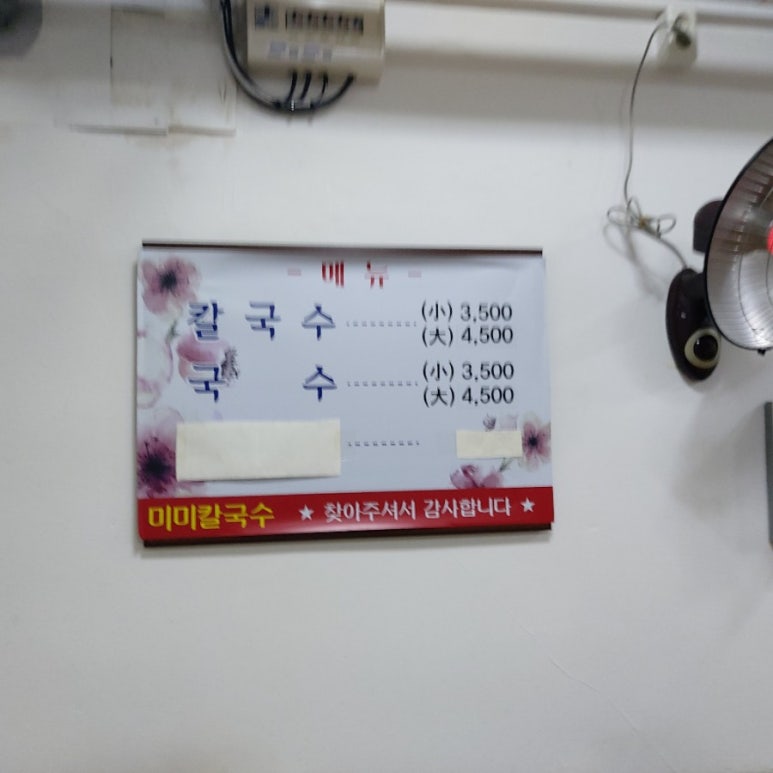 - 메 뉴 -
칼 국 수 ......... (小) 3,500
(大) 4,500
국 수 ......... (小) 3,500
(大) 4,500
.........
미미칼국수 ★ 찾아주셔서 감사합니다 ★